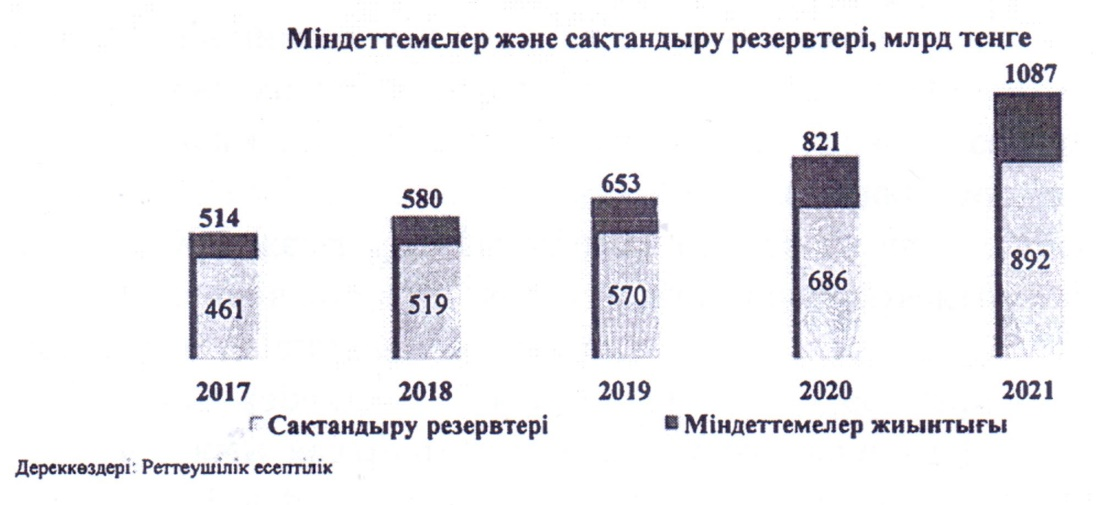 Міндеттемелер және сақтандыру резервтері, млрд теңге
1087
821
653
580
514
892
686
570
519
461
2017 2018 2019 2020 2021
Сақтандыру резервтері Міндеттемелер жиынтығы
Дереккөздері: Реттеушілік есептілік